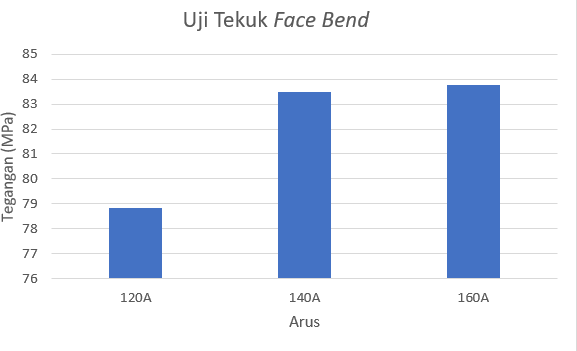 Uji Tekuk Face Bend
85
84
83
82
81
80
79
78
77
76
Tegangan (MPa)
120A
140A
160A
Arus